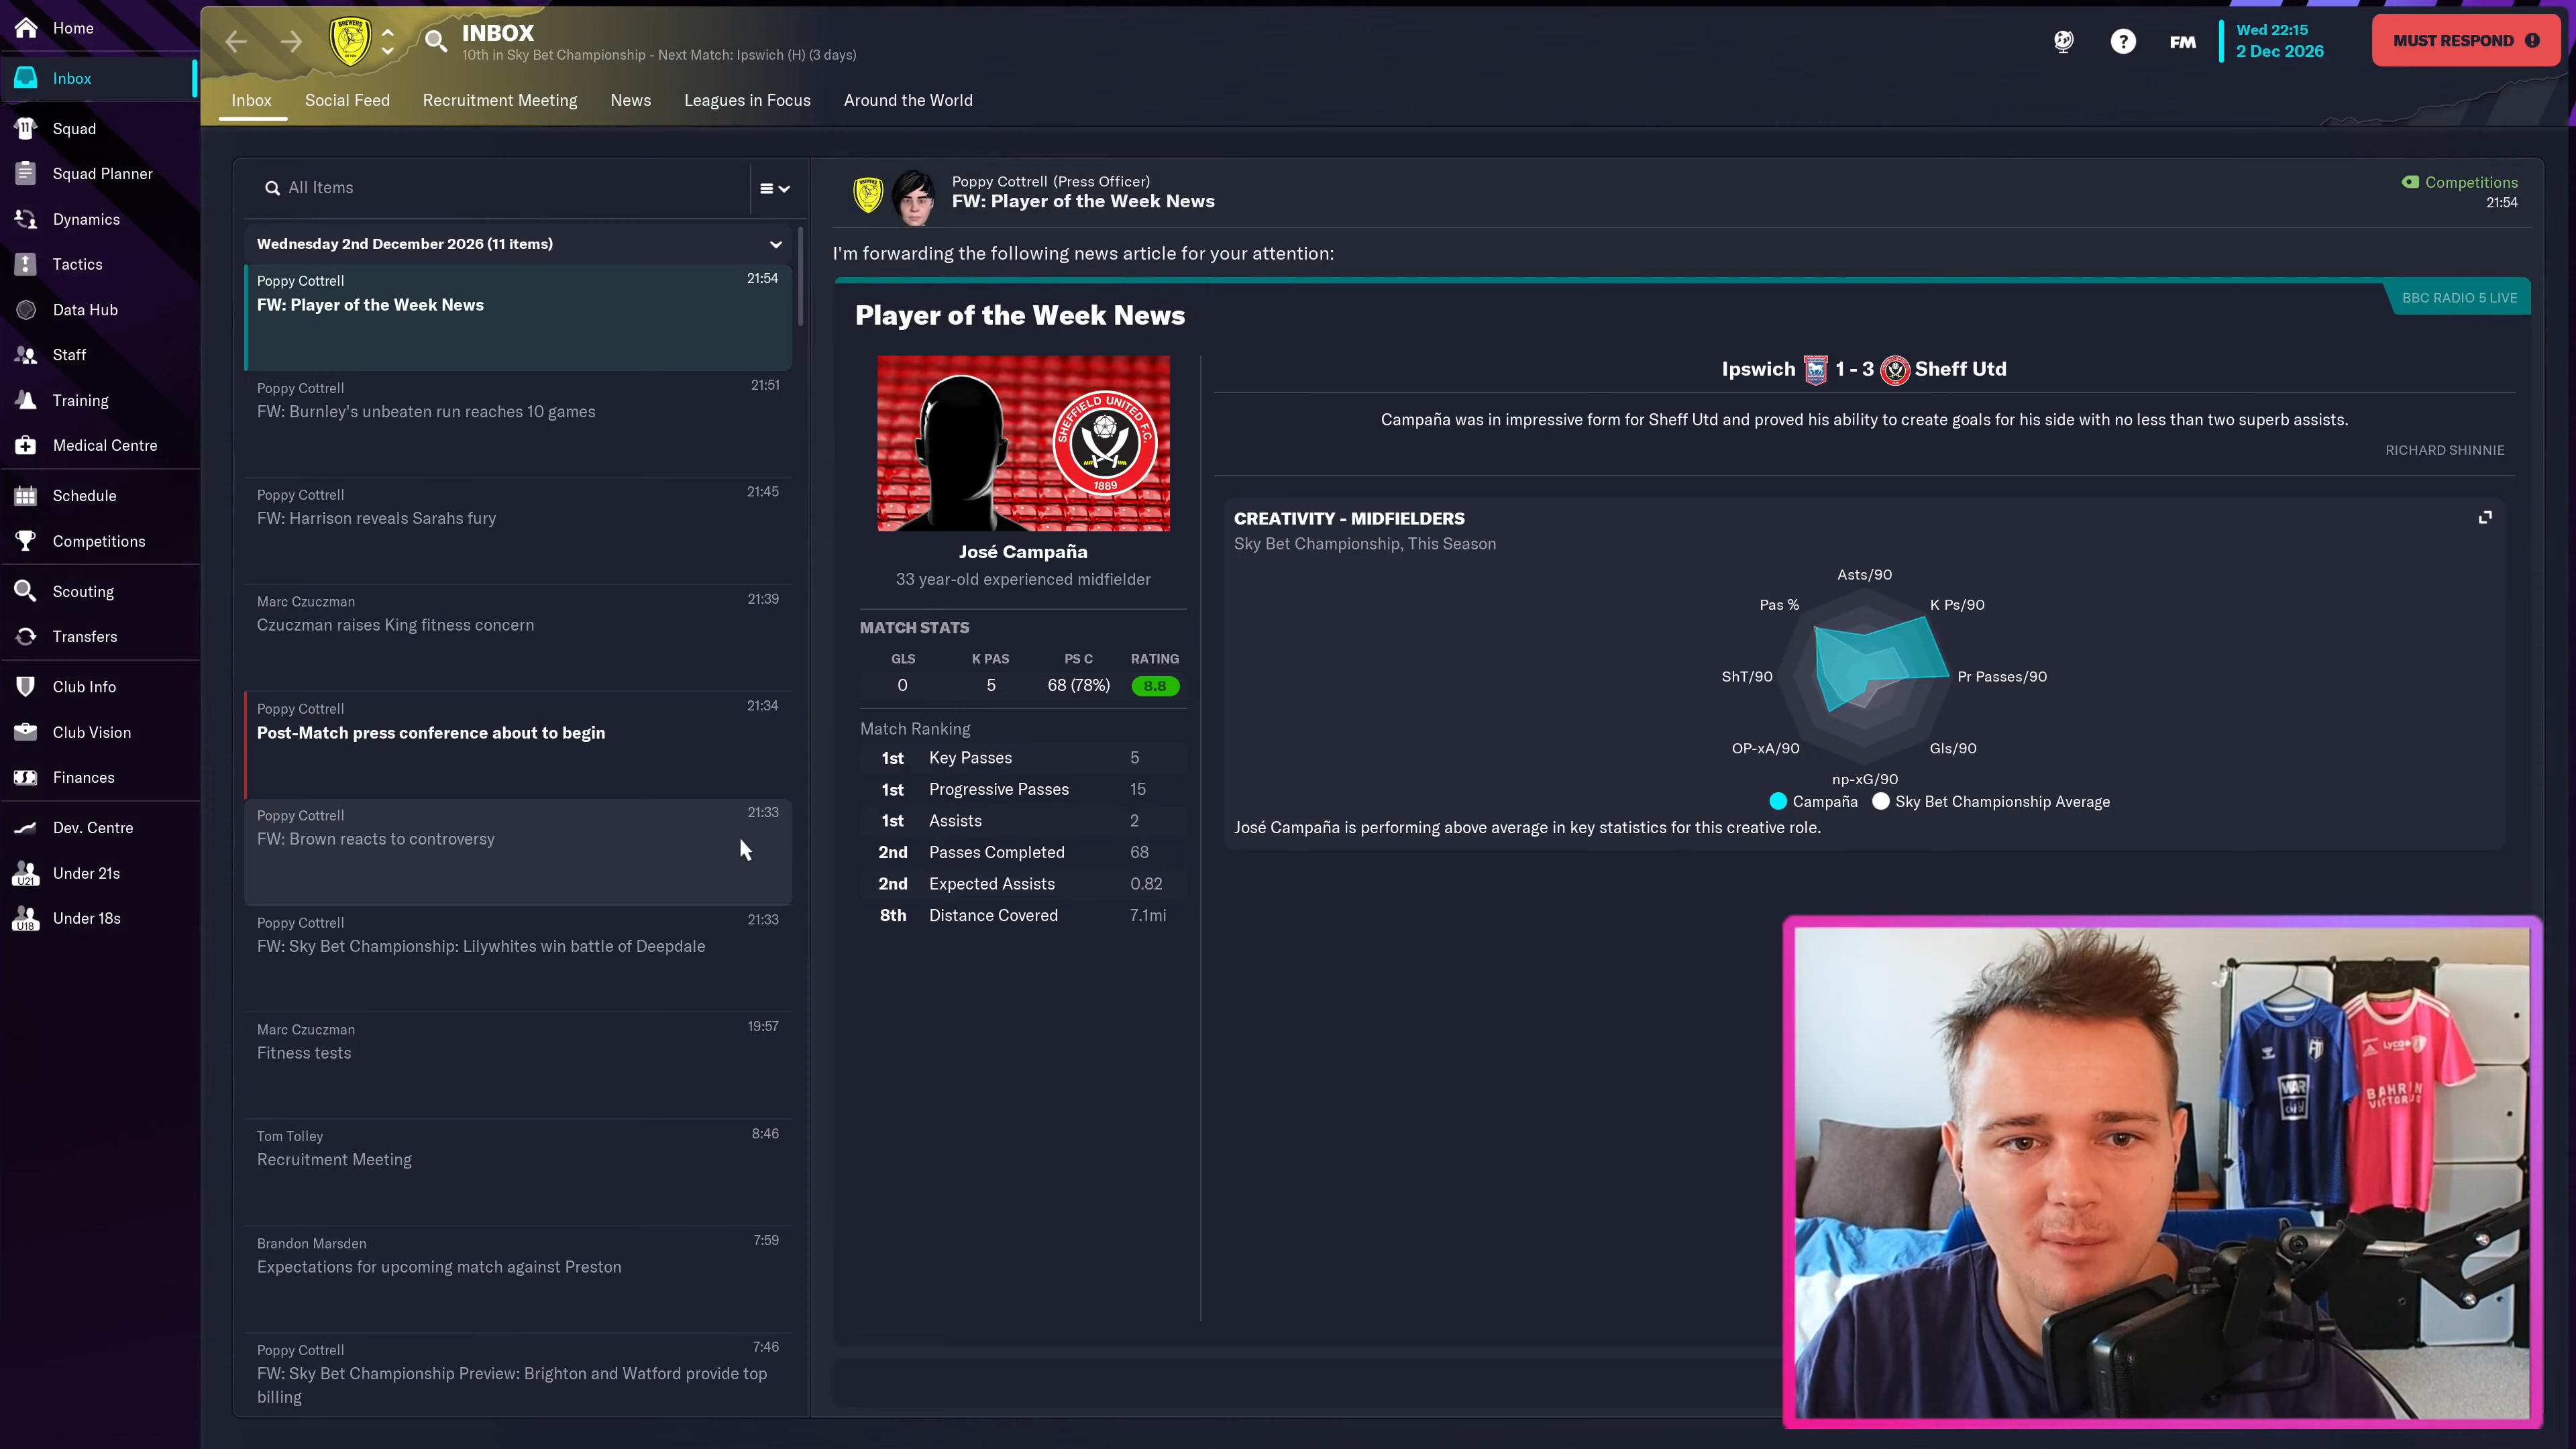 Home
Inbox
Squad
Squad Planner
Dynamics
Tactics
Data Hub
Staff
Training
Medical Centre
Schedule
Competitions
Scouting
Transfers
Club Info
Club Vision
Finances
Dev. Centre
U21
Under 21s
U18
Under 18s
BREWERS
INBOX
10th in Sky Bet Championship - Next Match: Ipswich (H) (3 days)
?
FM
Wed 22:15
2 Dec 2026
MUST RESPOND
Inbox
Social Feed
Recruitment Meeting
News
Leagues in Focus
Around the World
All Items
Wednesday 2nd December 2026 (11 items)
Poppy Cottrell
21:54
FW: Player of the Week News
Poppy Cottrell
21:51
FW: Burnley's unbeaten run reaches 10 games
Poppy Cottrell
21:45
FW: Harrison reveals Sarahs fury
Marc Czuczman
21:39
Czuczman raises King fitness concern
Poppy Cottrell
21:34
Post-Match press conference about to begin
Poppy Cottrell
21:33
FW: Brown reacts to controversy
Poppy Cottrell
21:33
FW: Sky Bet Championship: Lilywhites win battle of Deepdale
Marc Czuczman
19:57
Fitness tests
Tom Tolley
8:46
Recruitment Meeting
Brandon Marsden
7:59
Expectations for upcoming match against Preston
Poppy Cottrell
7:46
FW: Sky Bet Championship Preview: Brighton and Watford provide top
billing
Poppy Cottrell (Press Officer)
FW: Player of the Week News
Competitions
21:54
I'm forwarding the following news article for your attention:
BBC RADIO 5 LIVE
Player of the Week News
SHEFFIELD UNITED F.C.
1889
José Campaña
33 year-old experienced midfielder
MATCH STATS
GLS K PAS PS C RATING
0 5 68 (78%) 8.8
Match Ranking
1st Key Passes 5
1st Progressive Passes 15
1st Assists 2
2nd Passes Completed 68
2nd Expected Assists 0.82
8th Distance Covered 7.1mi
Ipswich 1 - 3 Sheff Utd
Campaña was in impressive form for Sheff Utd and proved his ability to create goals for his side with no less than two superb assists.
RICHARD SHINNIE
CREATIVITY - MIDFIELDERS
Sky Bet Championship, This Season
Asts/90
Pas %
K Ps/90
ShT/90
Pr Passes/90
OP-xA/90
Gls/90
np-xG/90
Campaña
Sky Bet Championship Average
José Campaña is performing above average in key statistics for this creative role.
WAR
BAHRAIN
VICTORIUS